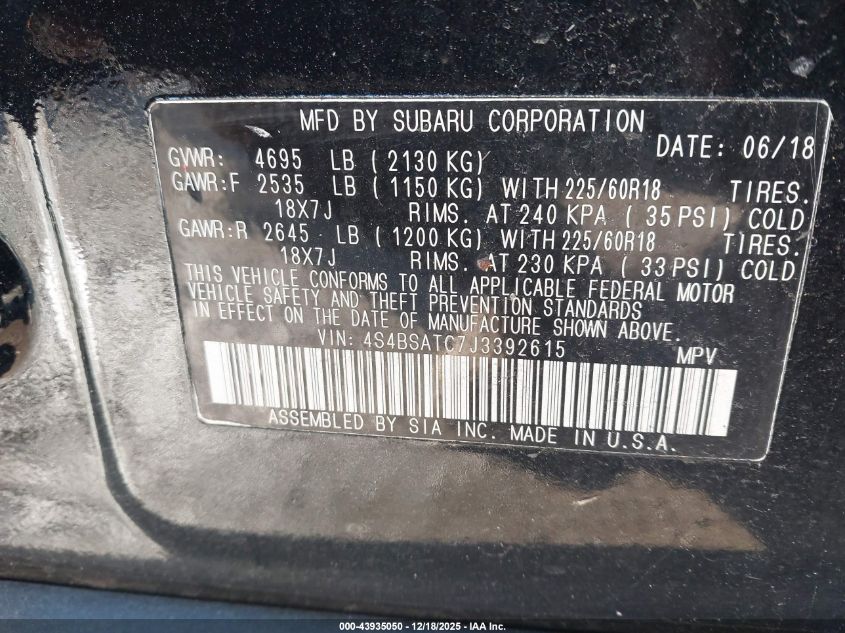 MFD BY SUBARU CORPORATION
DATE: 06/18
GVWR: 4695 LB ( 2130 KG)
GAWR:F 2535 LB ( 1150 KG) WITH 225/60R18 TIRES.
18X7J RIMS. AT 240 KPA ( 35 PSI) COLD
GAWR:R 2645 LB ( 1200 KG) WITH 225/60R18 TIRES.
18X7J RIMS. AT 230 KPA ( 33 PSI) COLD
THIS VEHICLE CONFORMS TO ALL APPLICABLE FEDERAL MOTOR
VEHICLE SAFETY AND THEFT PREVENTION STANDARDS
IN EFFECT ON THE DATE OF MANUFACTURE SHOWN ABOVE.
VIN: 4S4BSATC7J3392615 MPV
ASSEMBLED BY SIA INC. MADE IN U.S.A.
000-43935050 - 12/18/2025 - IAA Inc.